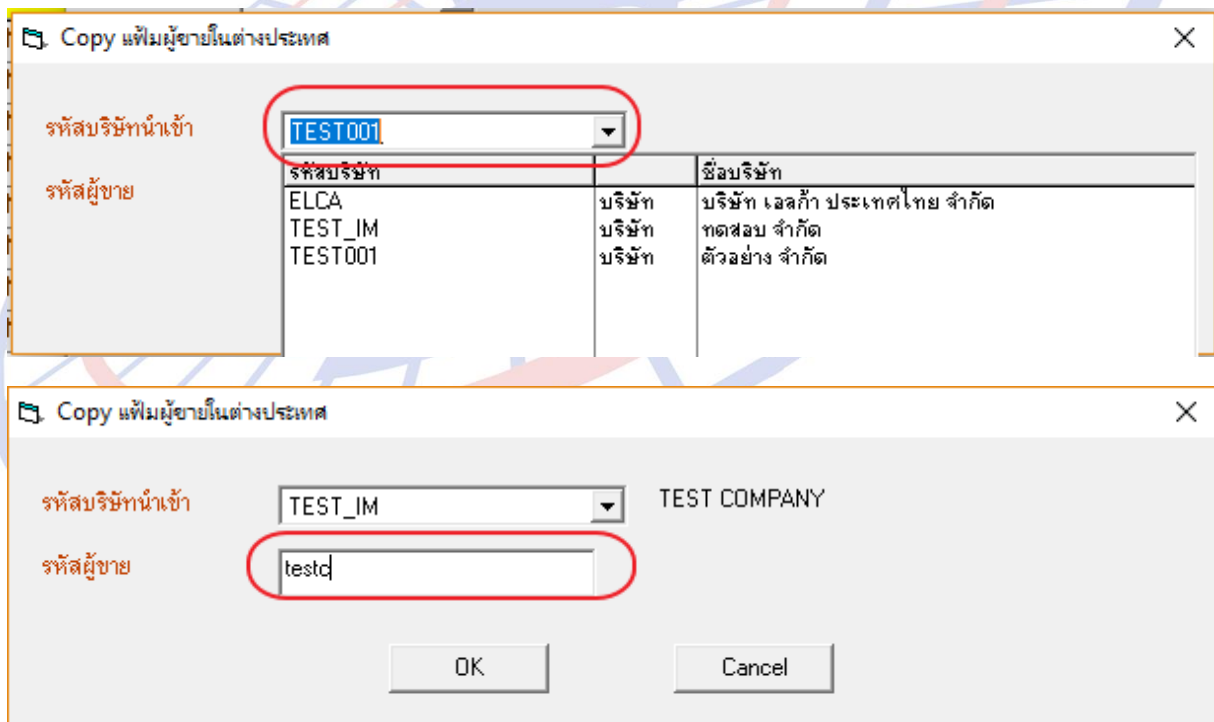 Copy แฟ้มผู้ขายในต่างประเทศ
รหัสบริษัทนำเข้า TEST001
รหัสผู้ขาย
รหัสบริษัท ชื่อบริษัท
ELCA บริษัท บริษัท เอลก้า ประเทศไทย จำกัด
TEST_IM บริษัท ทดสอบ จำกัด
TEST001 บริษัท ตัวอย่าง จำกัด
Copy แฟ้มผู้ขายในต่างประเทศ
รหัสบริษัทนำเข้า TEST_IM TEST COMPANY
รหัสผู้ขาย testc
OK Cancel